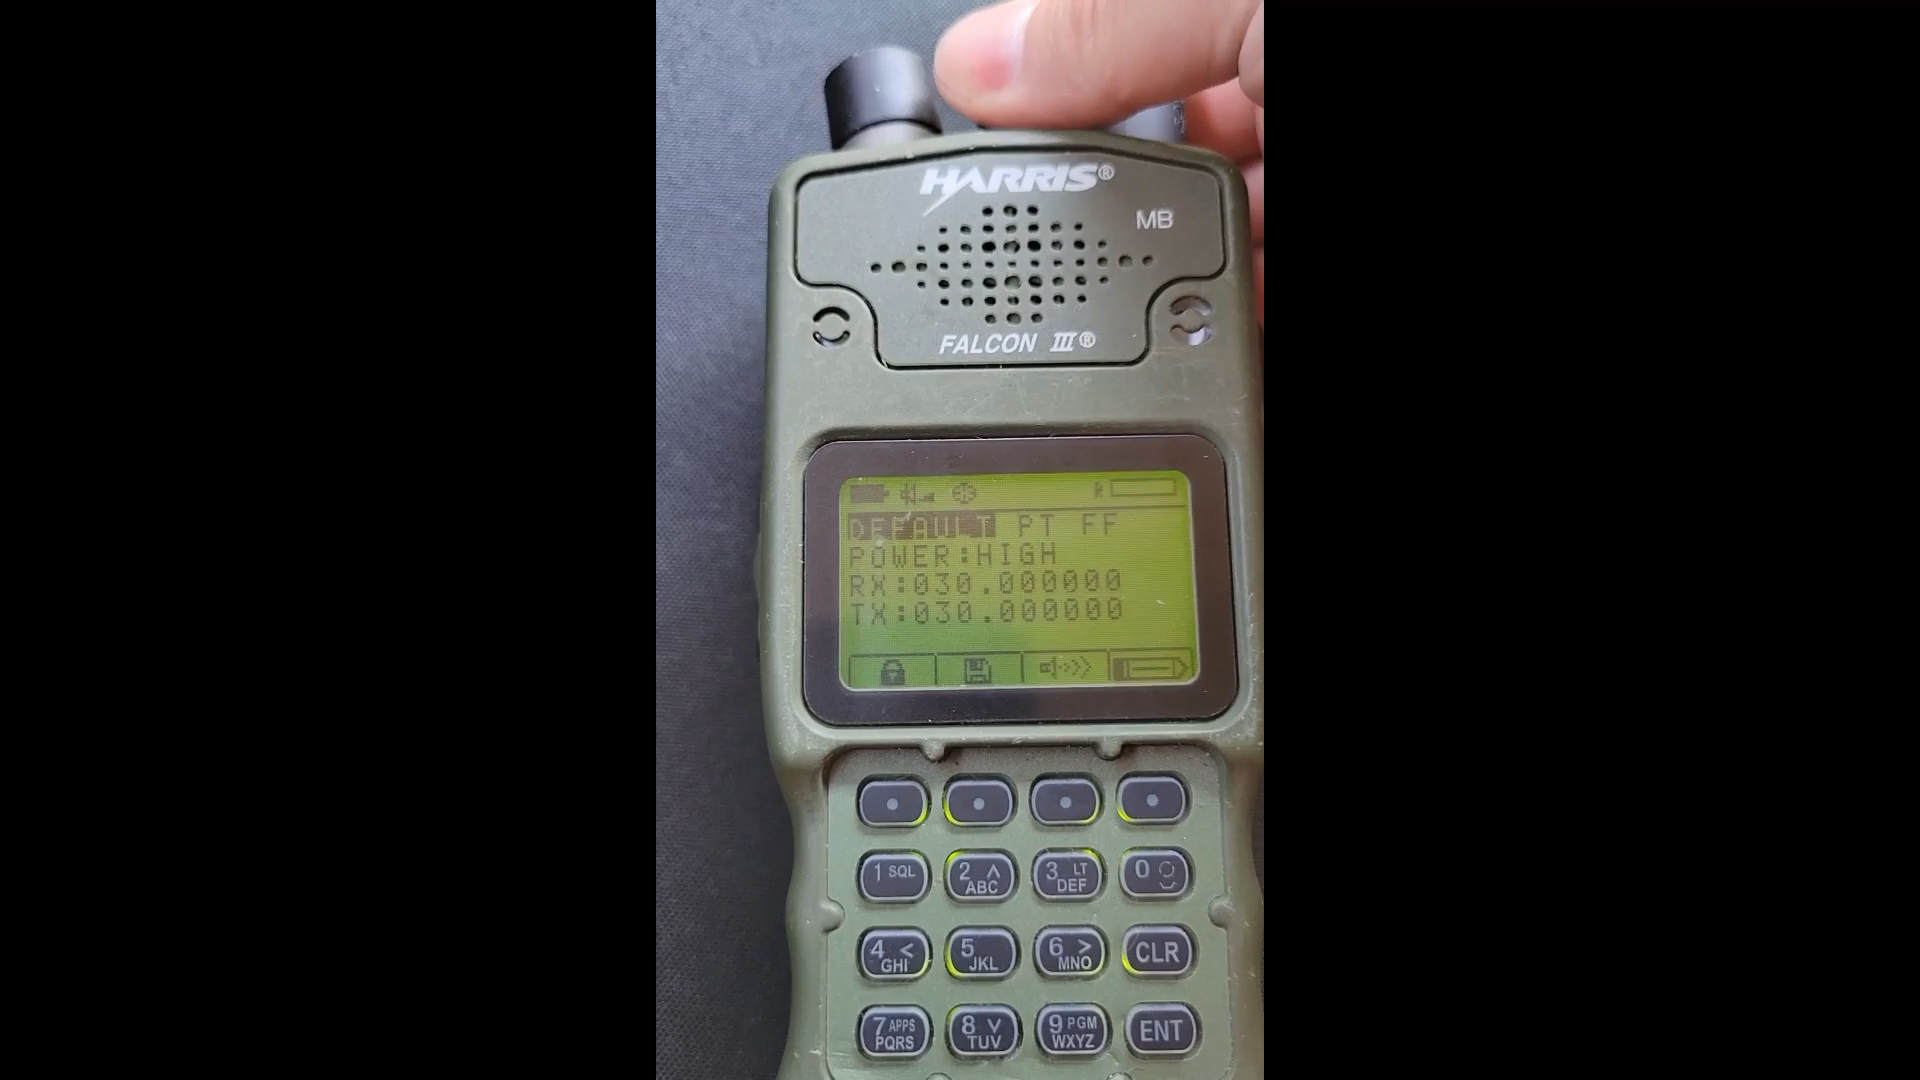 HARRIS®
MB
FALCON III®
R
DEFAULT PT FF
POWER:HIGH
RX:030.000000
TX:030.000000
1 SQL
2 ABC
3 LT DEF
0
4 < GHI
5 JKL
6 > MNO
CLR
7 APPS PQRS
8 TUV
9 PGM WXYZ
ENT